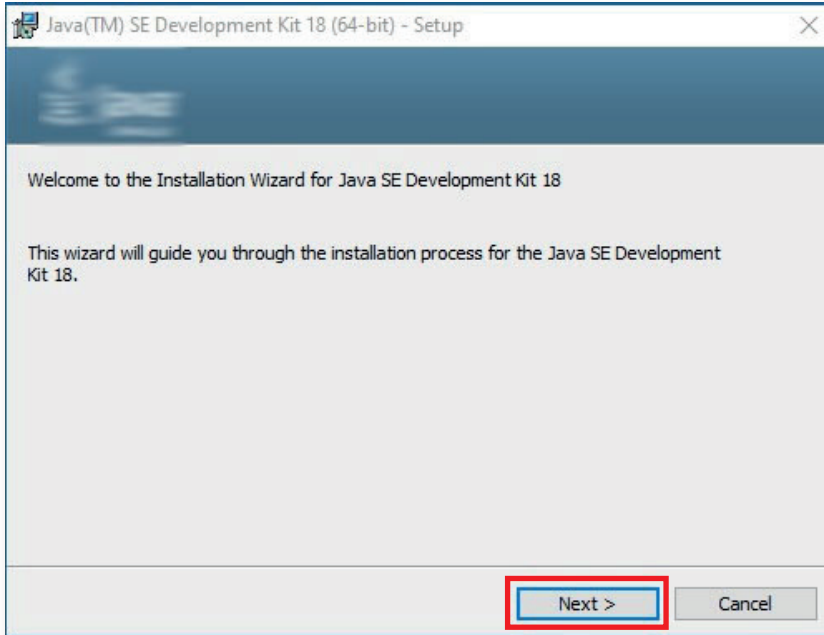 Java(TM) SE Development Kit 18 (64-bit) - Setup
Welcome to the Installation Wizard for Java SE Development Kit 18
This wizard will guide you through the installation process for the Java SE Development
Kit 18.
Next >
Cancel